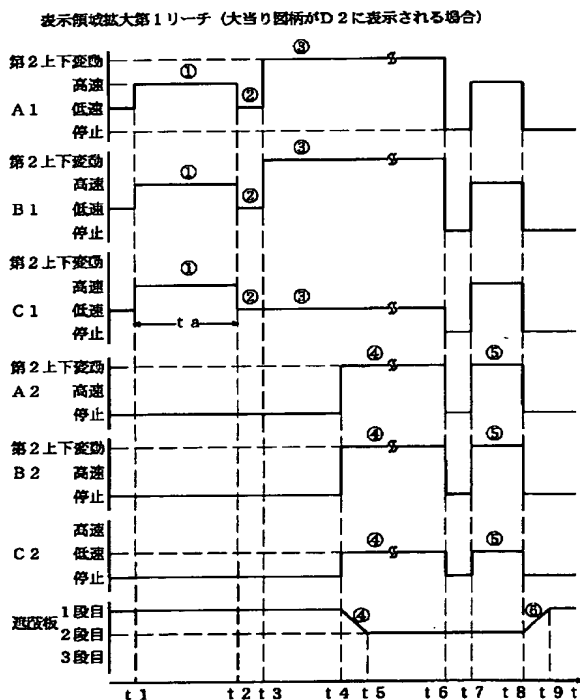 表示領域拡大第1リーチ（大当り図柄がD2に表示される場合）
第2上下変動
高速
A1 低速
停止
① ② ③
第2上下変動
高速
B1 低速
停止
① ② ③
第2上下変動
高速
C1 低速
停止
① ② ③
ta
第2上下変動
A2 高速
停止
④ ⑤
第2上下変動
B2 高速
停止
④ ⑤
高速
C2 低速
停止
④ ⑤
遮蔽板 1段目
2段目
3段目
④ ⑥
t1 t2 t3 t4 t5 t6 t7 t8 t9 t